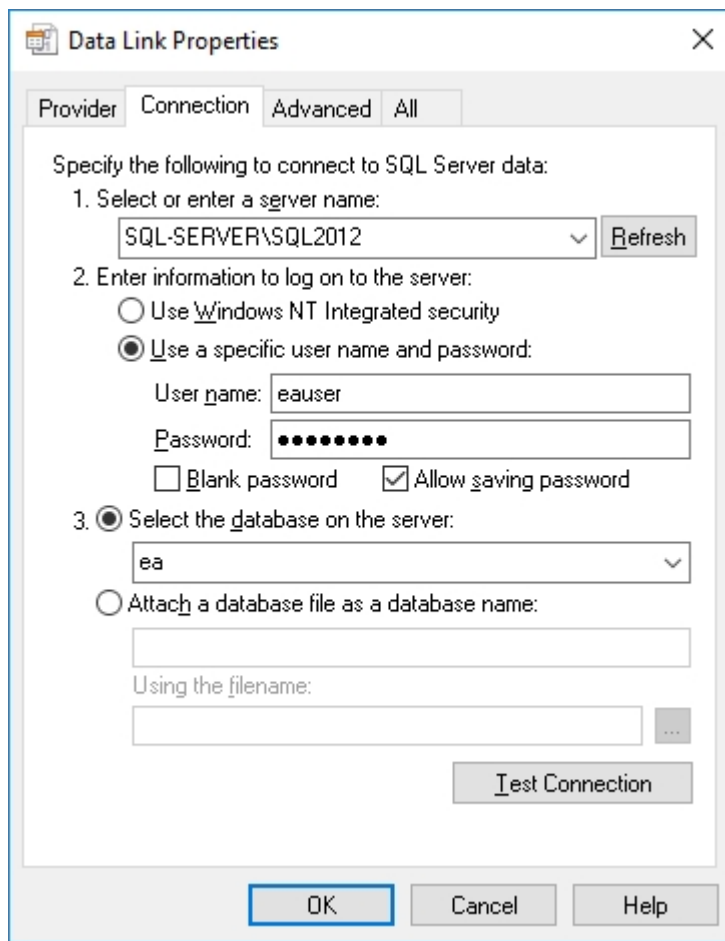 Data Link Properties
Provider Connection Advanced All
Specify the following to connect to SQL Server data:
1. Select or enter a server name:
SQL-SERVER\SQL2012 Refresh
2. Enter information to log on to the server:
Use Windows NT Integrated security
Use a specific user name and password:
User name: eauser
Password: ●●●●●●●●
Blank password Allow saving password
3. Select the database on the server:
ea
Attach a database file as a database name:
Using the filename:
...
Test Connection
OK Cancel Help